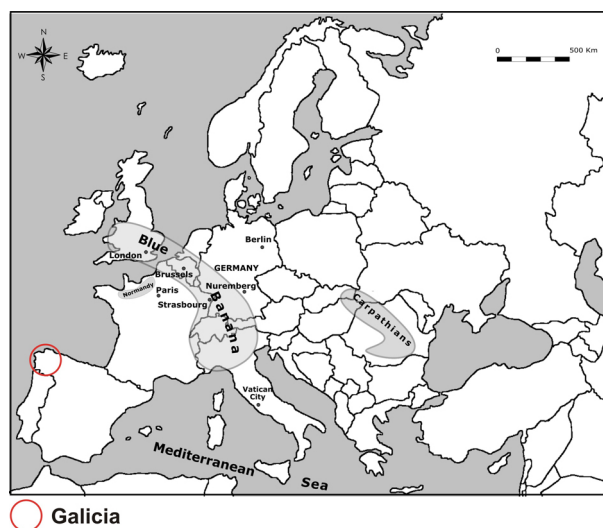 N
W E
S
0 500 Km
Blue
London
Berlin
Brussels
GERMANY
Normandy
Paris
Nuremberg
Strasbourg
Banana
Carpathians
Vatican
City
Mediterranean
Sea
Galicia